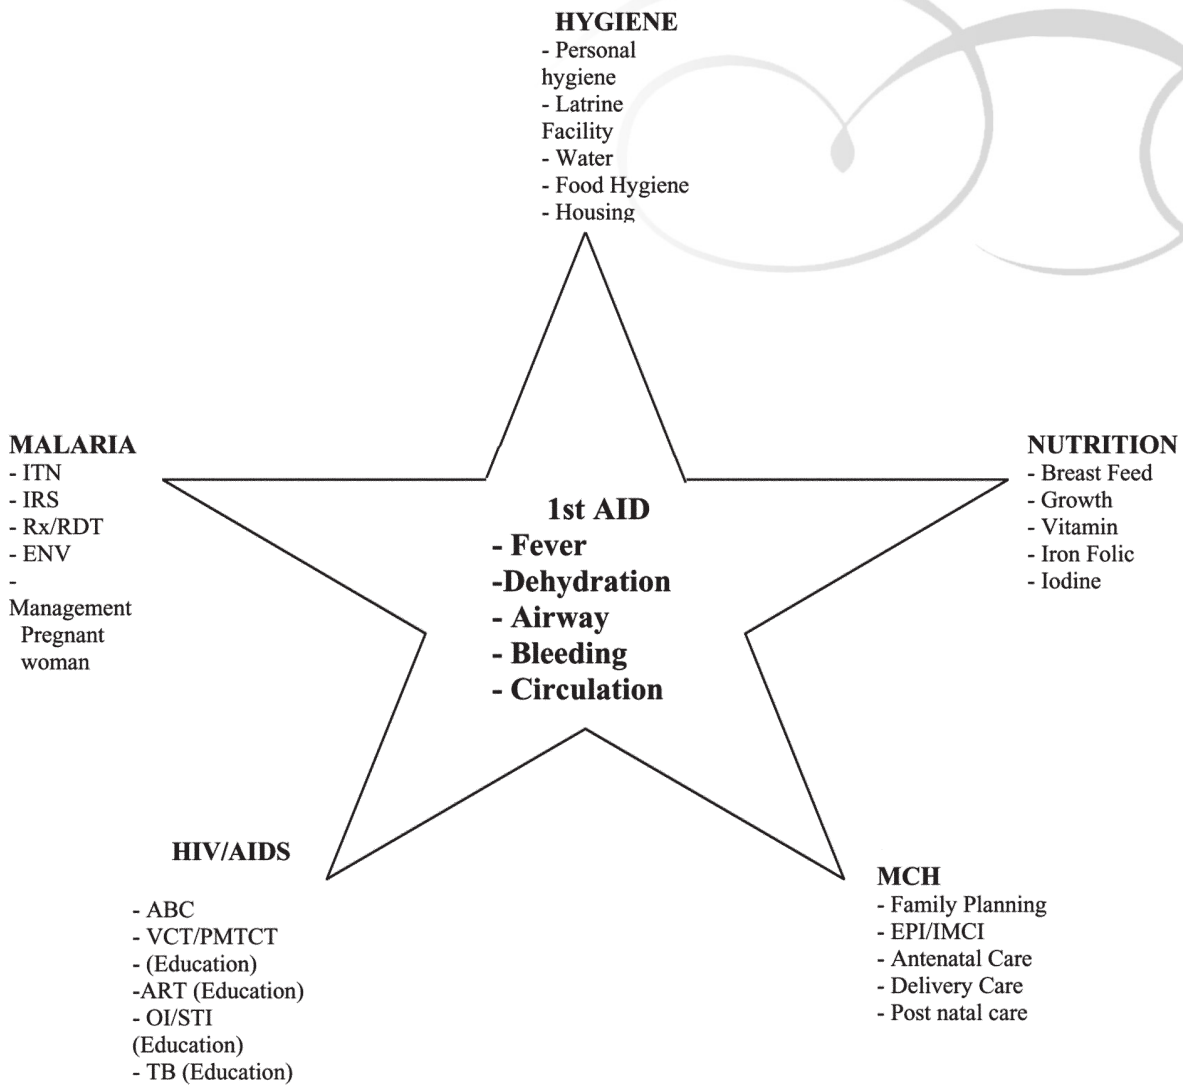 HYGIENE
- Personal
hygiene
- Latrine
Facility
- Water
- Food Hygiene
- Housing
MALARIA
- ITN
- IRS
- Rx/RDT
- ENV
-
Management
Pregnant
woman
NUTRITION
- Breast Feed
- Growth
- Vitamin
- Iron Folic
- Iodine
1st AID
- Fever
-Dehydration
- Airway
- Bleeding
- Circulation
HIV/AIDS
- ABC
- VCT/PMTCT
- (Education)
-ART (Education)
- OI/STI
(Education)
- TB (Education)
MCH
- Family Planning
- EPI/IMCI
- Antenatal Care
- Delivery Care
- Post natal care